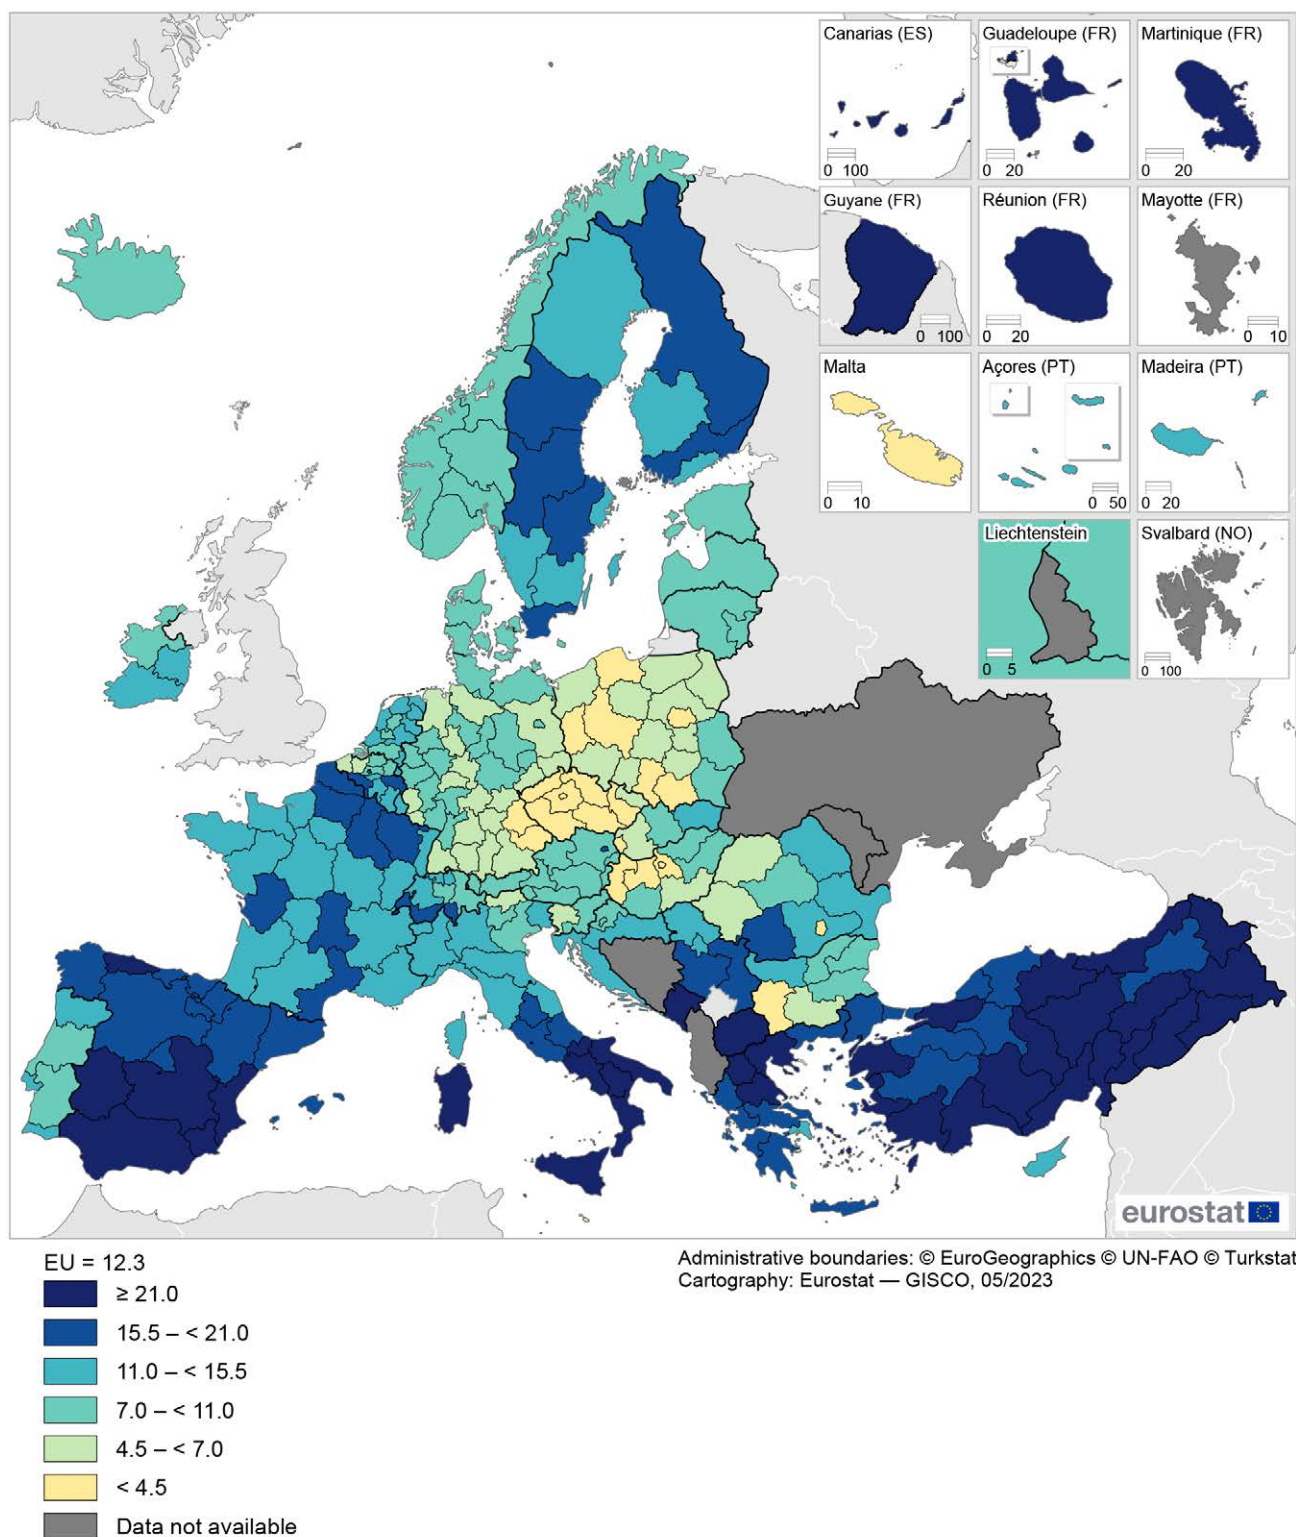 Canarias (ES)
0 100
Guadeloupe (FR)
0 20
Martinique (FR)
0 20
Guyane (FR)
0 100
Réunion (FR)
0 20
Mayotte (FR)
0 10
Malta
0 10
Açores (PT)
0 50
Madeira (PT)
0 20
Liechtenstein
0 5
Svalbard (NO)
0 100
eurostat
EU = 12.3
≥ 21.0
15.5 – < 21.0
11.0 – < 15.5
7.0 – < 11.0
4.5 – < 7.0
< 4.5
Data not available
Administrative boundaries: © EuroGeographics © UN-FAO © Turkstat
Cartography: Eurostat — GISCO, 05/2023